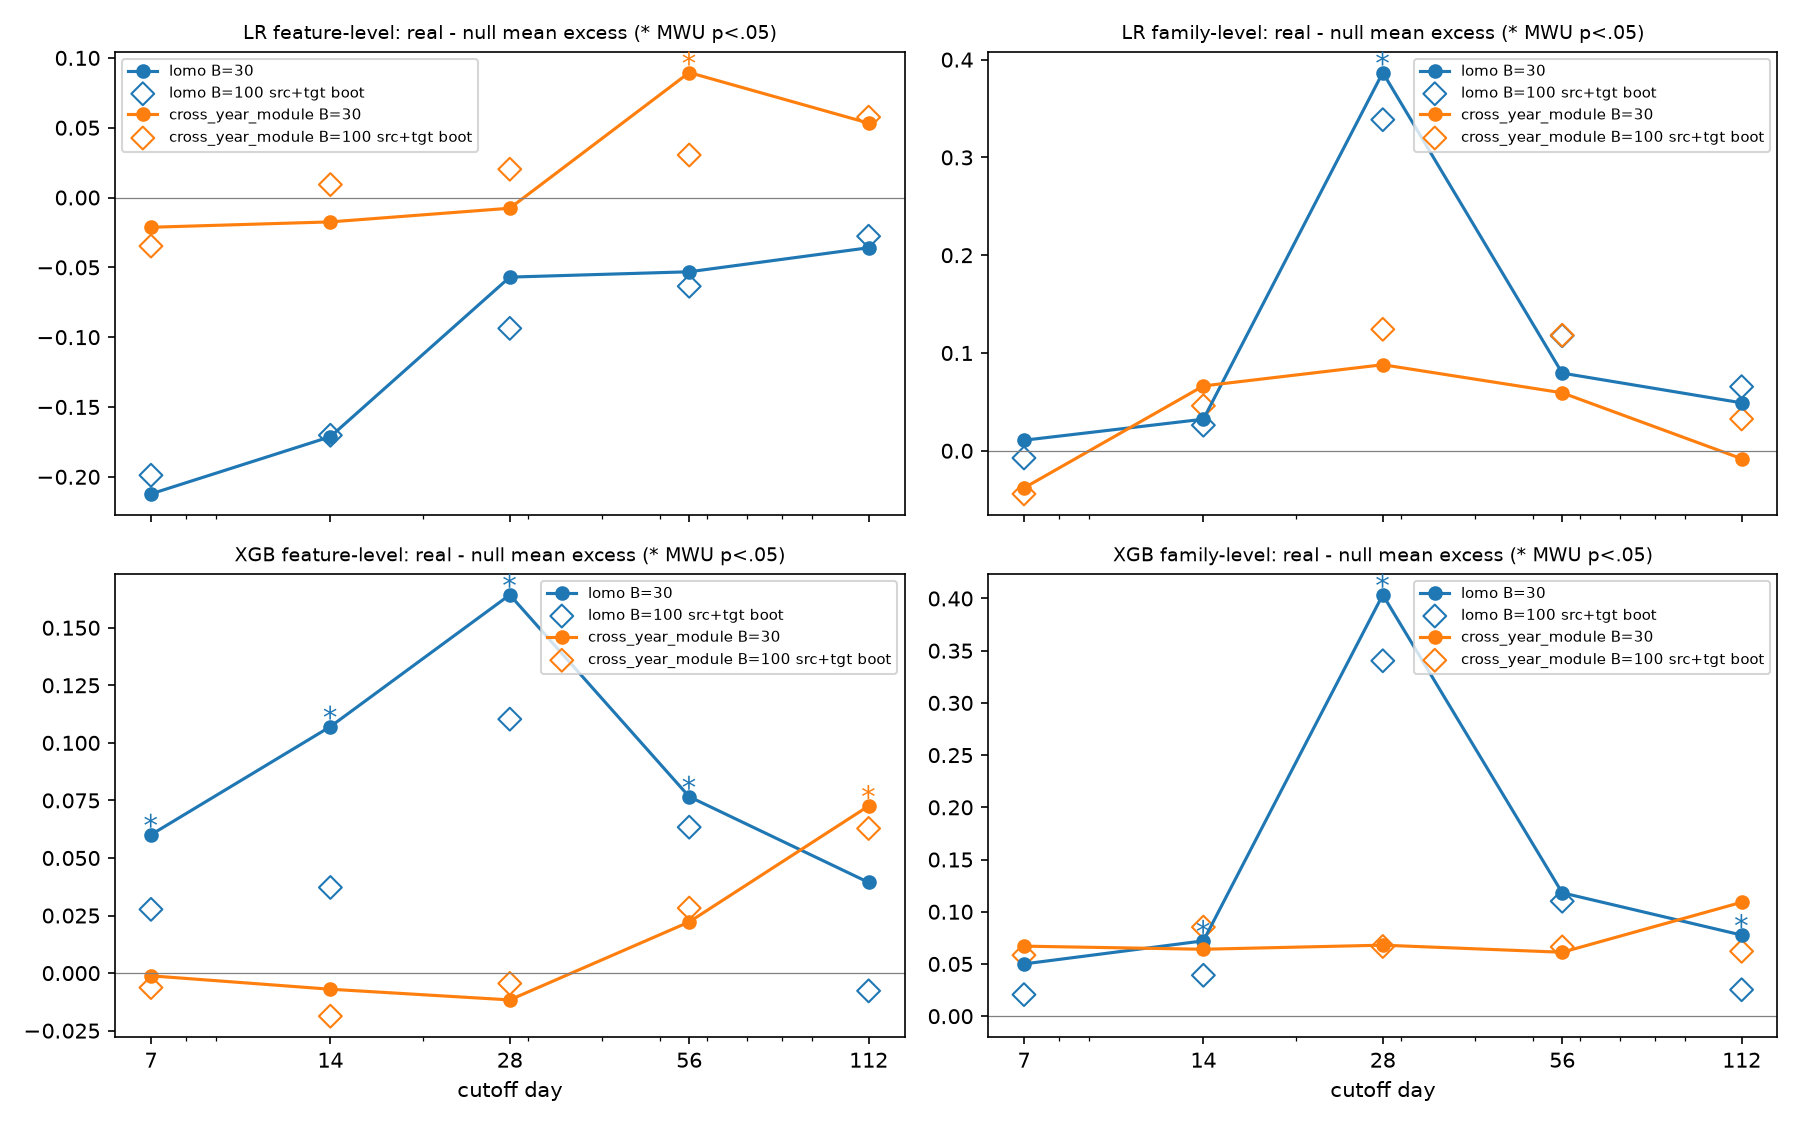 LR feature-level: real - null mean excess (* MWU p<.05)
lomo B=30
lomo B=100 src+tgt boot
cross_year_module B=30
cross_year_module B=100 src+tgt boot
0.10
0.05
0.00
−0.05
−0.10
−0.15
−0.20
*
LR family-level: real - null mean excess (* MWU p<.05)
lomo B=30
lomo B=100 src+tgt boot
cross_year_module B=30
cross_year_module B=100 src+tgt boot
0.4
0.3
0.2
0.1
0.0
*
XGB feature-level: real - null mean excess (* MWU p<.05)
lomo B=30
lomo B=100 src+tgt boot
cross_year_module B=30
cross_year_module B=100 src+tgt boot
0.150
0.125
0.100
0.075
0.050
0.025
0.000
−0.025
* * * * *
7 14 28 56 112
cutoff day
XGB family-level: real - null mean excess (* MWU p<.05)
lomo B=30
lomo B=100 src+tgt boot
cross_year_module B=30
cross_year_module B=100 src+tgt boot
0.40
0.35
0.30
0.25
0.20
0.15
0.10
0.05
0.00
* * *
7 14 28 56 112
cutoff day